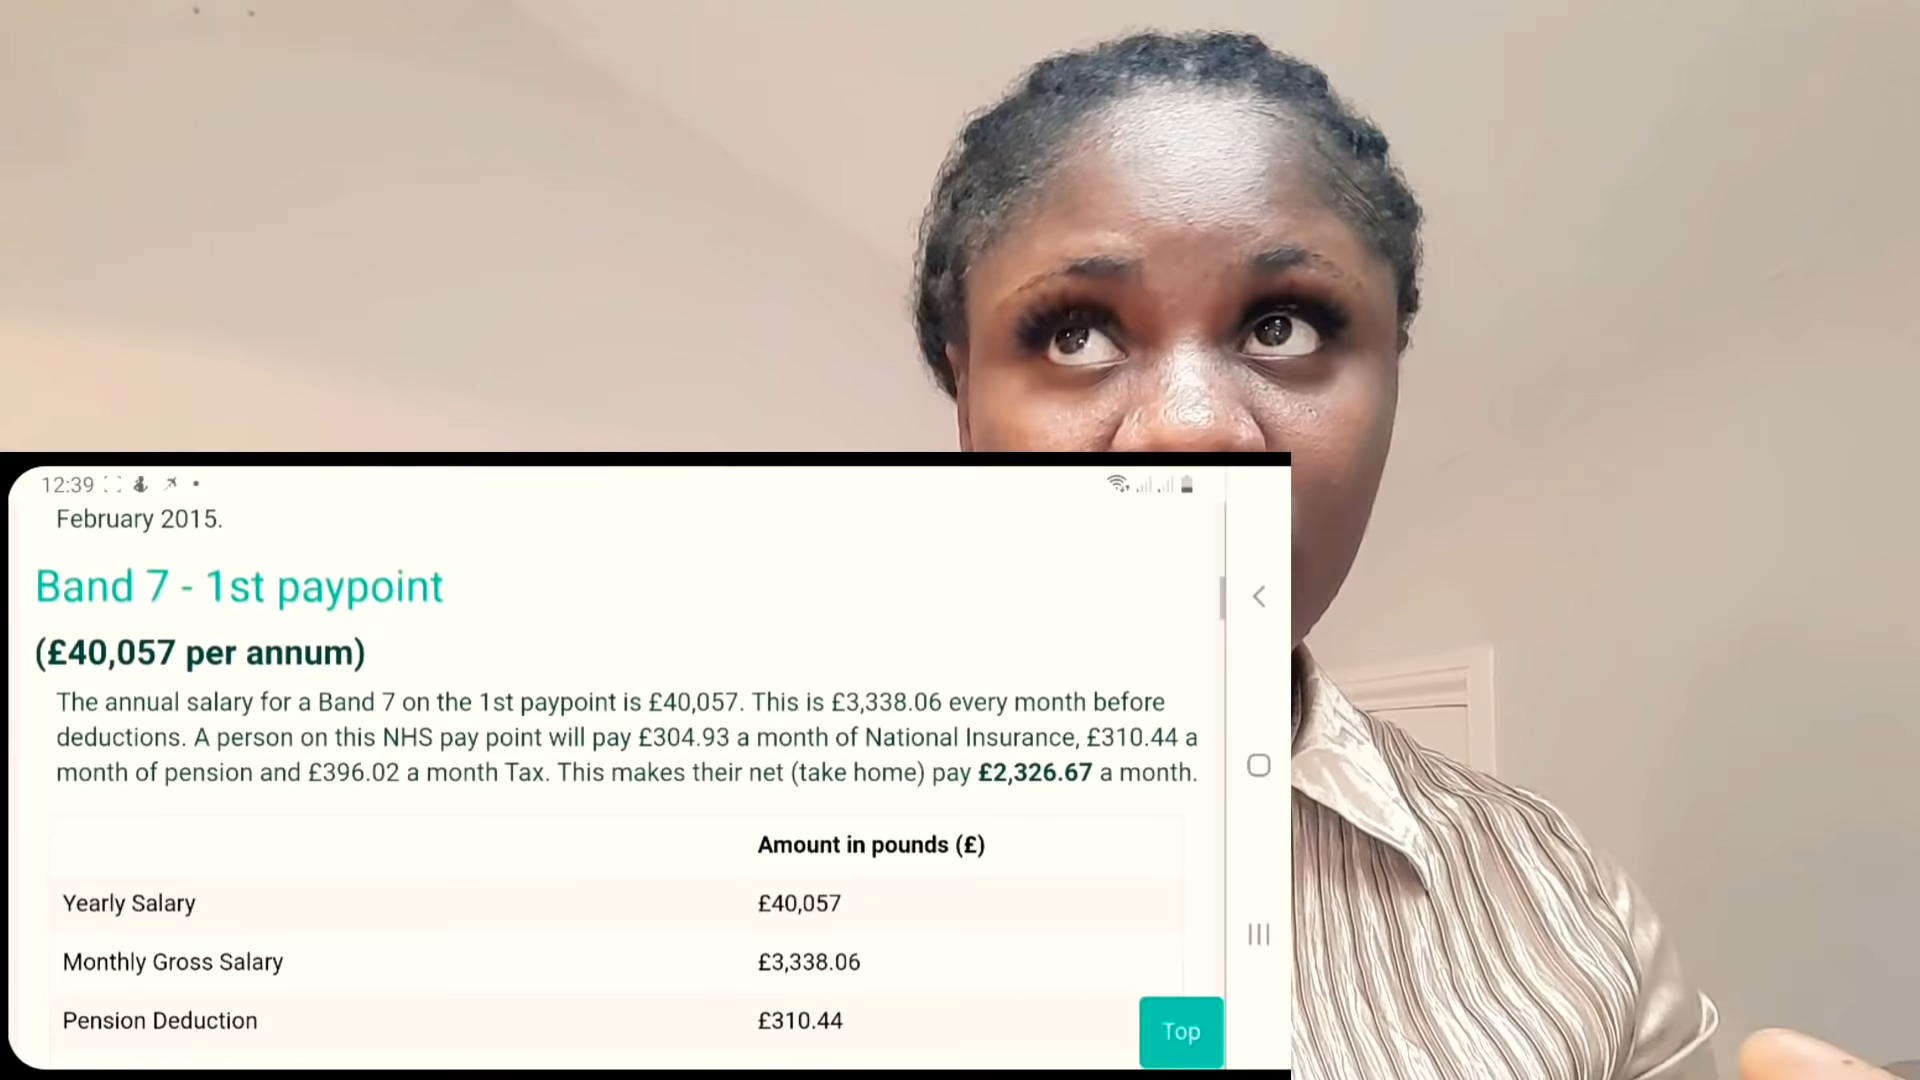 12:39
February 2015.
Band 7 - 1st paypoint
(£40,057 per annum)
The annual salary for a Band 7 on the 1st paypoint is £40,057. This is £3,338.06 every month before
deductions. A person on this NHS pay point will pay £304.93 a month of National Insurance, £310.44 a
month of pension and £396.02 a month Tax. This makes their net (take home) pay £2,326.67 a month.
Amount in pounds (£)
Yearly Salary £40,057
Monthly Gross Salary £3,338.06
Pension Deduction £310.44
Top